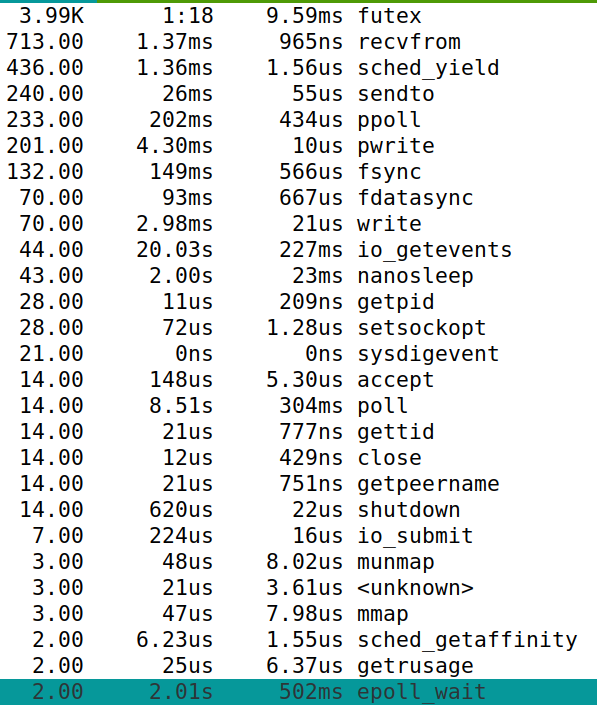 3.99K 1:18 9.59ms futex
713.00 1.37ms 965ns recvfrom
436.00 1.36ms 1.56us sched_yield
240.00 26ms 55us sendto
233.00 202ms 434us ppoll
201.00 4.30ms 10us pwrite
132.00 149ms 566us fsync
70.00 93ms 667us fdatasync
70.00 2.98ms 21us write
44.00 20.03s 227ms io_getevents
43.00 2.00s 23ms nanosleep
28.00 11us 209ns getpid
28.00 72us 1.28us setsockopt
21.00 0ns 0ns sysdigevent
14.00 148us 5.30us accept
14.00 8.51s 304ms poll
14.00 21us 777ns gettid
14.00 12us 429ns close
14.00 21us 751ns getpeername
14.00 620us 22us shutdown
7.00 224us 16us io_submit
3.00 48us 8.02us munmap
3.00 21us 3.61us <unknown>
3.00 47us 7.98us mmap
2.00 6.23us 1.55us sched_getaffinity
2.00 25us 6.37us getrusage
2.00 2.01s 502ms epoll_wait